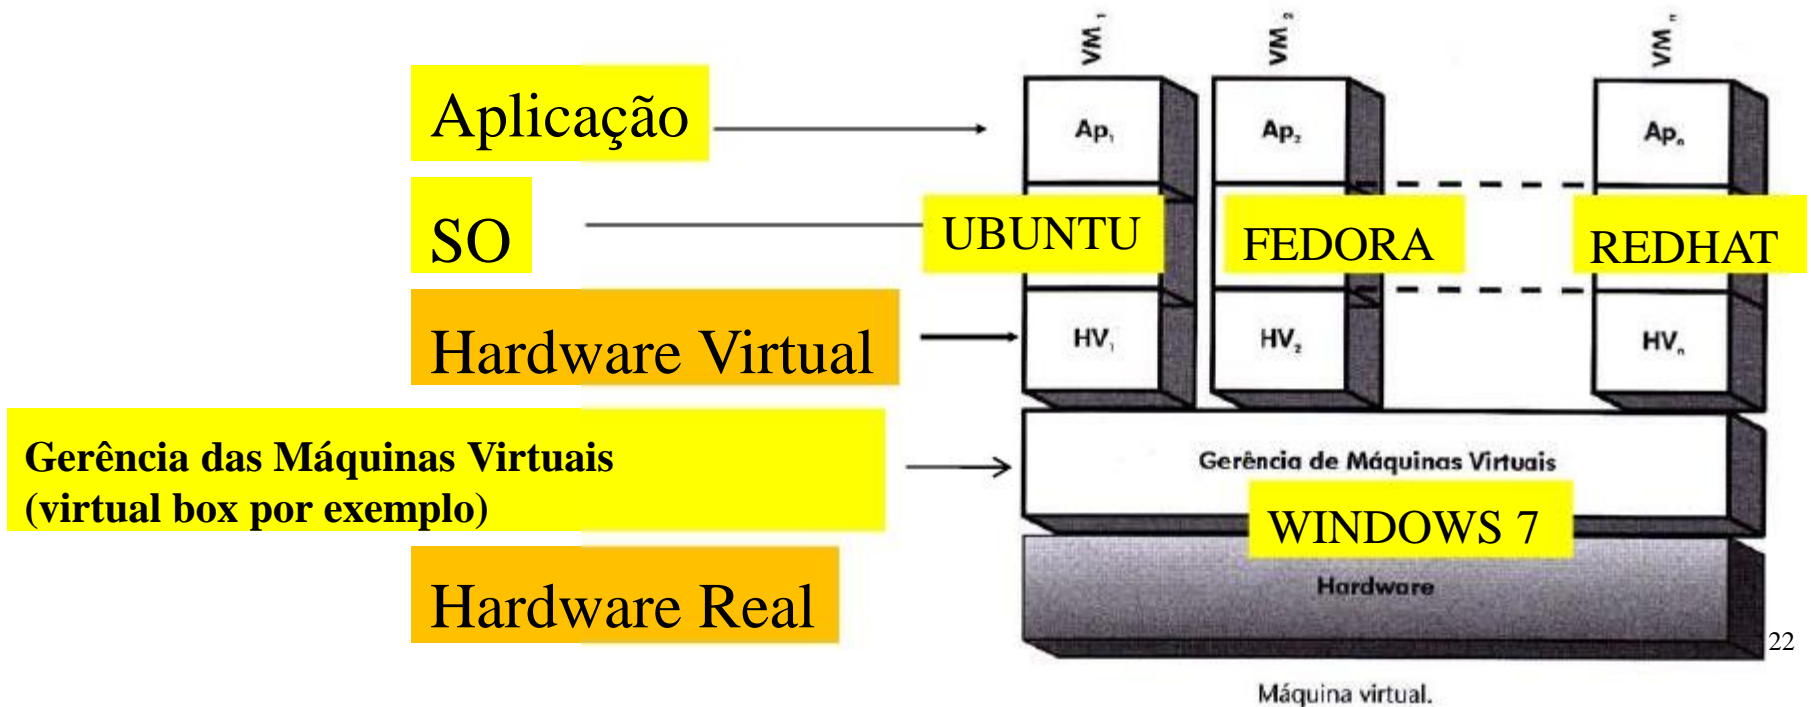 VM₁
VM₂
VMₙ
Aplicação
Ap₁
Ap₂
Apₙ
SO
UBUNTU
FEDORA
REDHAT
Hardware Virtual
HV₁
HV₂
HVₙ
Gerência das Máquinas Virtuais
(virtual box por exemplo)
Gerência de Máquinas Virtuais
WINDOWS 7
Hardware Real
Hardware
22
Máquina virtual.